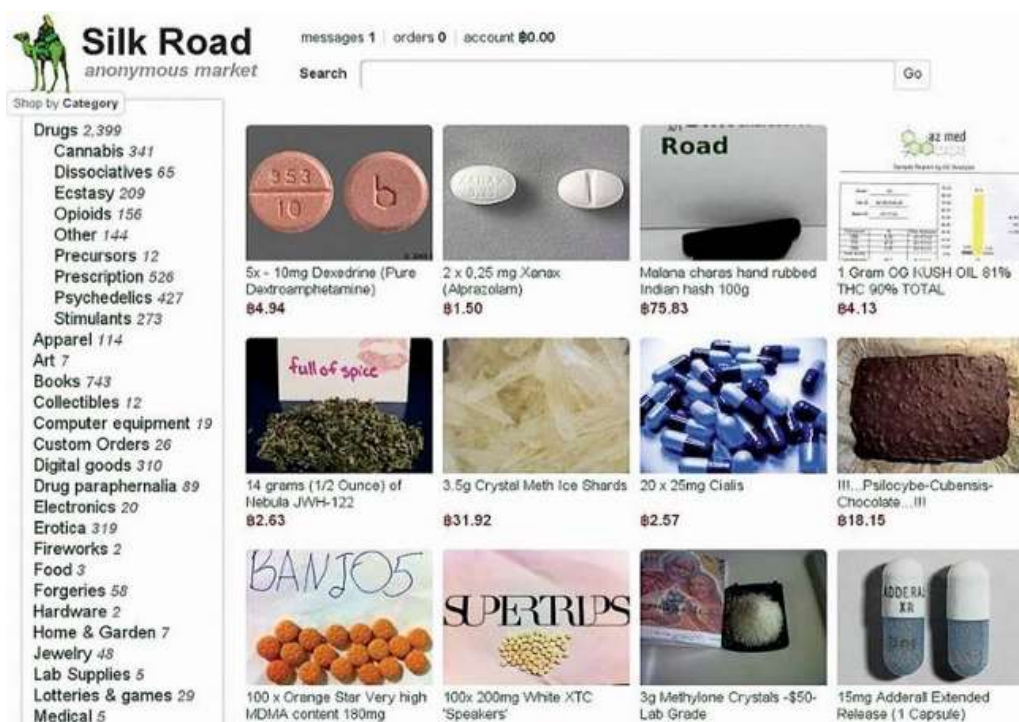 Silk Road
anonymous market
messages 1 | orders 0 | account ฿0.00
Search
Go
Shop by Category
Drugs 2,399
Cannabis 341
Dissociatives 65
Ecstasy 209
Opioids 156
Other 144
Precursors 12
Prescription 526
Psychedelics 427
Stimulants 273
Apparel 114
Art 7
Books 743
Collectibles 12
Computer equipment 19
Custom Orders 26
Digital goods 310
Drug paraphernalia 89
Electronics 20
Erotica 319
Fireworks 2
Food 3
Forgeries 58
Hardware 2
Home & Garden 7
Jewelry 48
Lab Supplies 5
Lotteries & games 29
Medical 5
353
10
b
5x - 10mg Dexedrine (Pure
Dextroamphetamine)
฿4.94
XANAX
2 x 0,25 mg Xanax
(Alprazolam)
฿1.50
Road
Malana charas hand rubbed
Indian hash 100g
฿75.83
az med
1 Gram OG KUSH OIL 81%
THC 90% TOTAL
฿4.13
full of spice
14 grams (1/2 Ounce) of
Nebula JWH-122
฿2.63
3.5g Crystal Meth Ice Shards
฿31.92
20 x 25mg Cialis
฿2.57
!!!...Psilocybe-Cubensis-
Chocolate...!!!
฿18.15
BANJO5
100 x Orange Star Very high
MDMA content 180mg
SUPERTRIPS
100x 200mg White XTC
'Speakers'
3g Methylone Crystals -$50-
Lab Grade
ADDERALL
XR
15mg Adderall Extended
Release (1 Capsule)